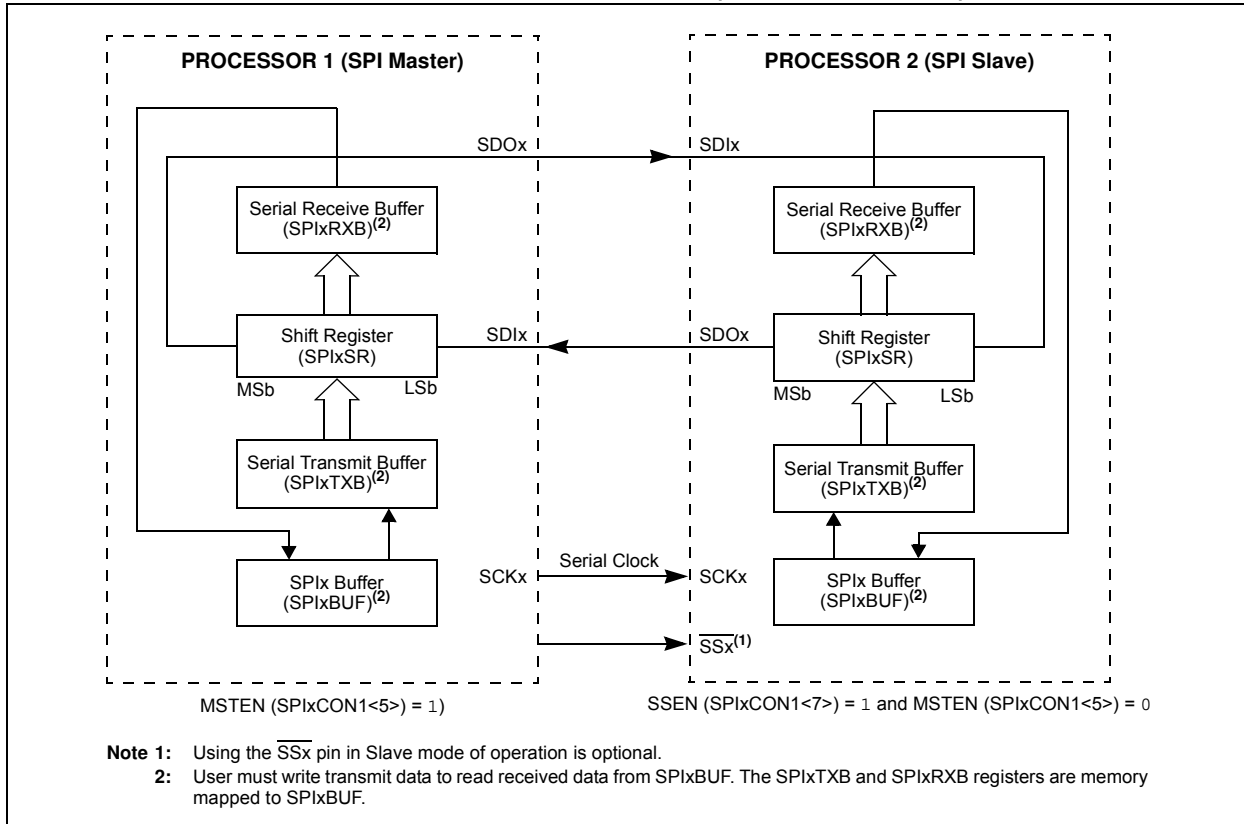 PROCESSOR 1 (SPI Master)
PROCESSOR 2 (SPI Slave)
SDOx
SDIx
Serial Receive Buffer
(SPIxRXB)(2)
Serial Receive Buffer
(SPIxRXB)(2)
Shift Register
(SPIxSR)
SDIx
SDOx
Shift Register
(SPIxSR)
MSb
LSb
MSb
LSb
Serial Transmit Buffer
(SPIxTXB)(2)
Serial Transmit Buffer
(SPIxTXB)(2)
SPIx Buffer
(SPIxBUF)(2)
SCKx
Serial Clock
SCKx
SPIx Buffer
(SPIxBUF)(2)
SSx(1)
MSTEN (SPIxCON1<5>) = 1)
SSEN (SPIxCON1<7>) = 1 and MSTEN (SPIxCON1<5>) = 0
Note 1: Using the SSx pin in Slave mode of operation is optional.
2: User must write transmit data to read received data from SPIxBUF. The SPIxTXB and SPIxRXB registers are memory
mapped to SPIxBUF.